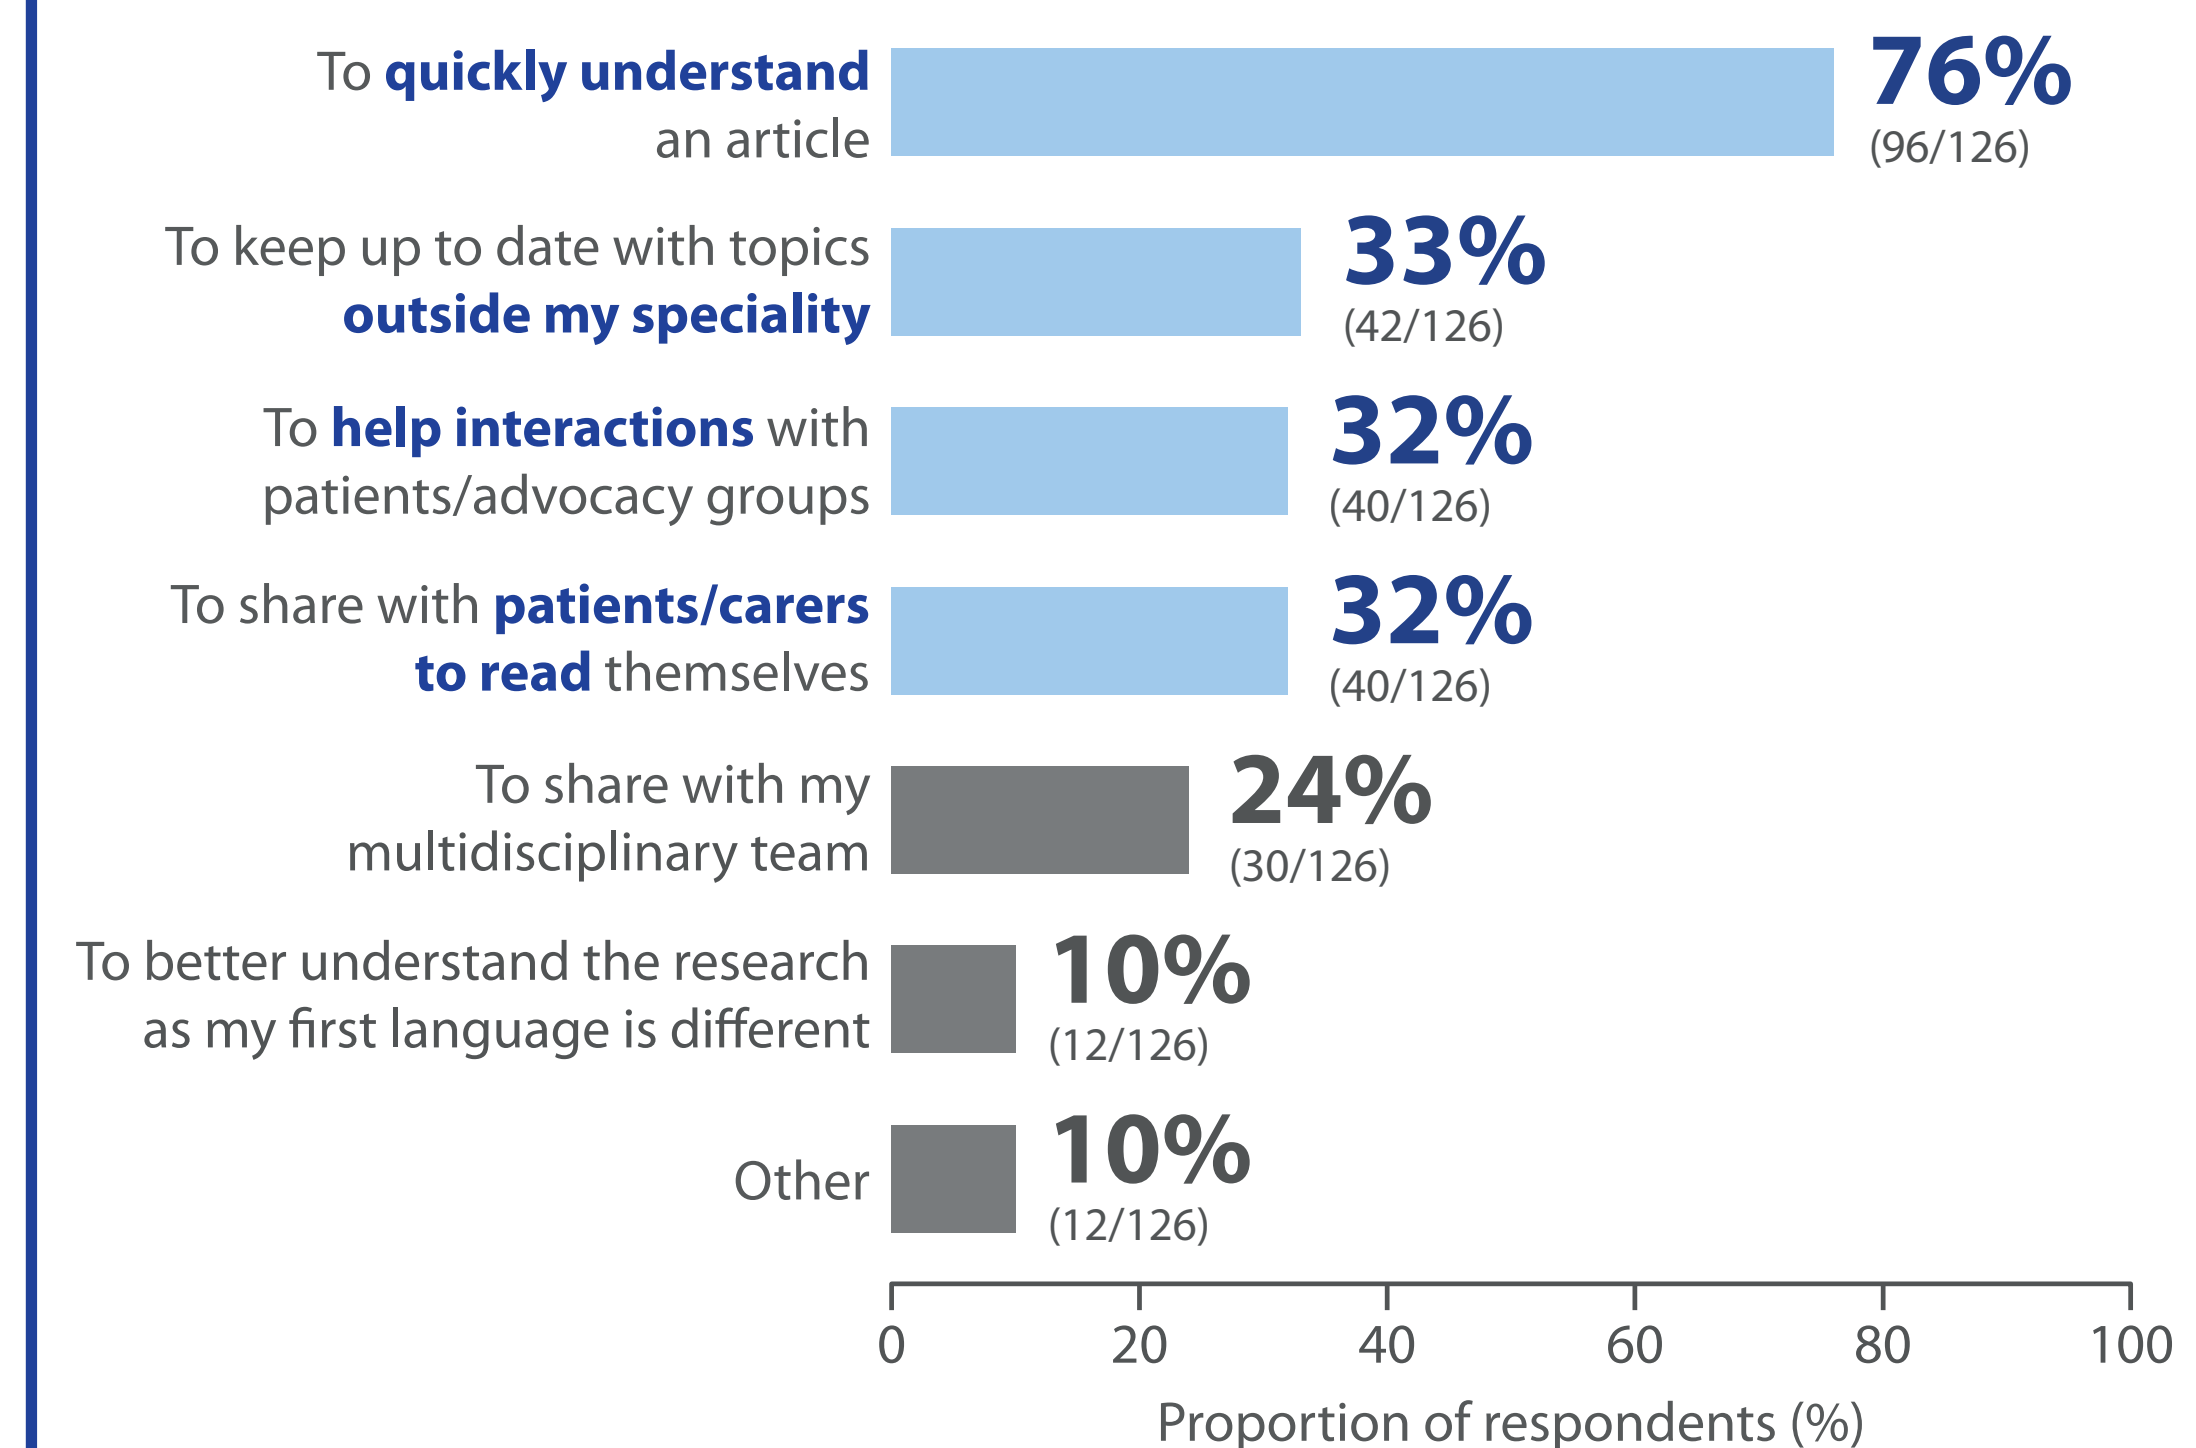 To quickly understand
an article
76%
(96/126)
To keep up to date with topics
outside my speciality
33%
(42/126)
To help interactions with
patients/advocacy groups
32%
(40/126)
To share with patients/carers
to read themselves
32%
(40/126)
To share with my
multidisciplinary team
24%
(30/126)
To better understand the research
as my first language is different
10%
(12/126)
Other
10%
(12/126)
0 20 40 60 80 100
Proportion of respondents (%)